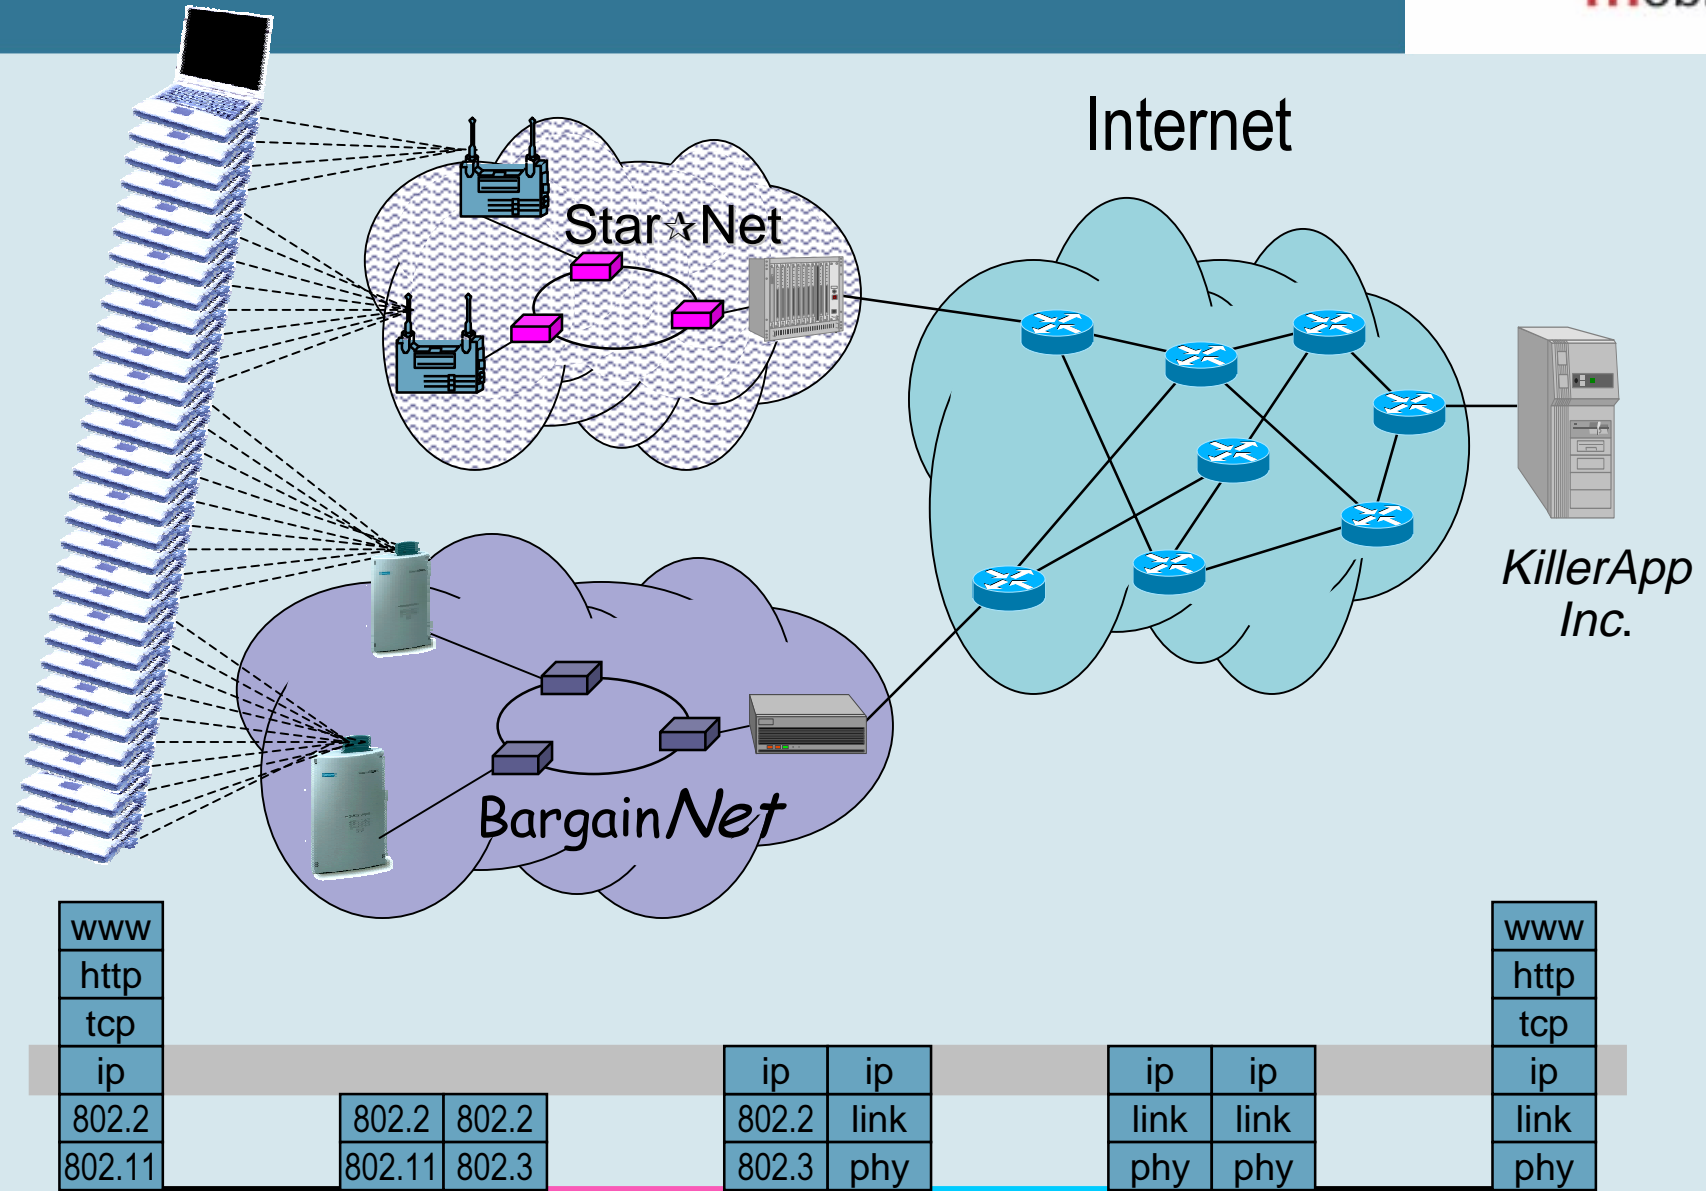 Internet
Star☆Net
KillerApp
Inc.
BargainNet
www
http
tcp
ip
802.2
802.11
802.2 802.2
802.11 802.3
ip ip
802.2 link
802.3 phy
ip ip
link link
phy phy
www
http
tcp
ip
link
phy